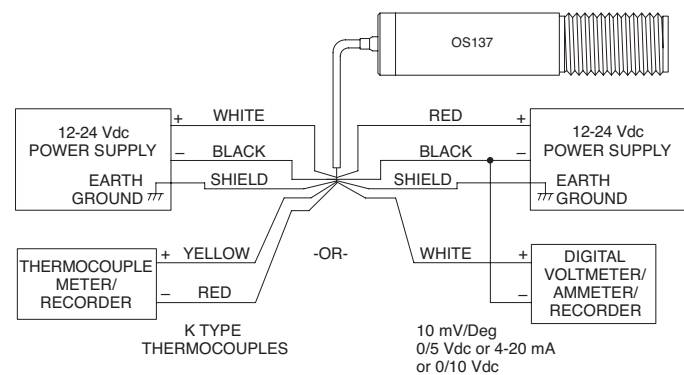 OS137
+ WHITE
12-24 Vdc
POWER SUPPLY
– BLACK
EARTH
GROUND
SHIELD
RED +
12-24 Vdc
POWER SUPPLY
BLACK –
SHIELD
EARTH
GROUND
THERMOCOUPLE
METER/
RECORDER
+ YELLOW
– RED
-OR-
WHITE +
–
DIGITAL
VOLTMETER/
AMMETER/
RECORDER
K TYPE
THERMOCOUPLES
10 mV/Deg
0/5 Vdc or 4-20 mA
or 0/10 Vdc